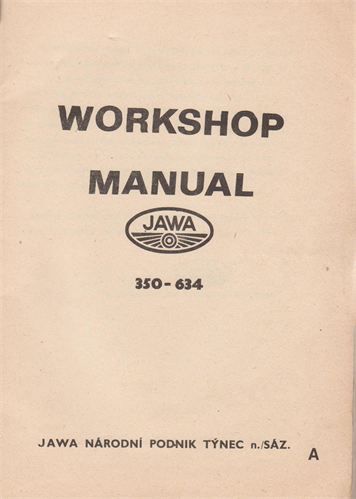 WORKSHOP
MANUAL
JAWA
350-634
JAWA NÁRODNÍ PODNIK TÝNEC n./SÁZ.
A